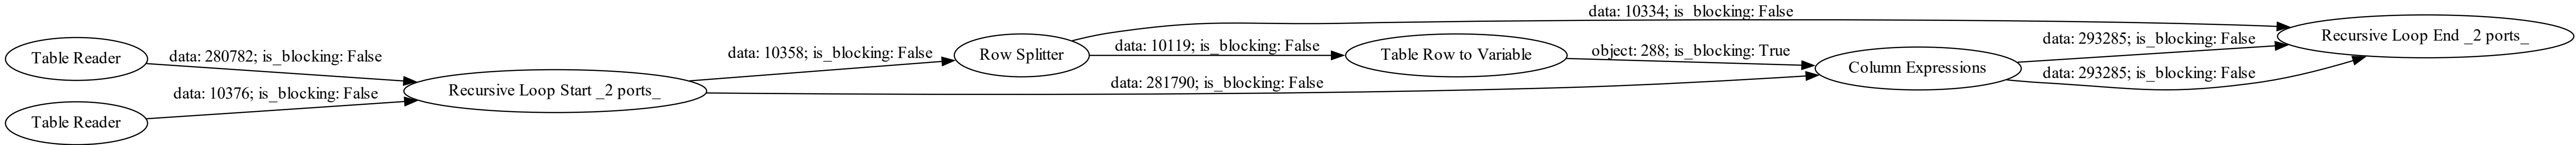 Table Reader
data: 280782; is_blocking: False
Table Reader
data: 10376; is_blocking: False
Recursive Loop Start _2 ports_
data: 10358; is_blocking: False
data: 281790; is_blocking: False
Row Splitter
data: 10334; is_blocking: False
data: 10119; is_blocking: False
Table Row to Variable
object: 288; is_blocking: True
Column Expressions
data: 293285; is_blocking: False
data: 293285; is_blocking: False
Recursive Loop End _2 ports_